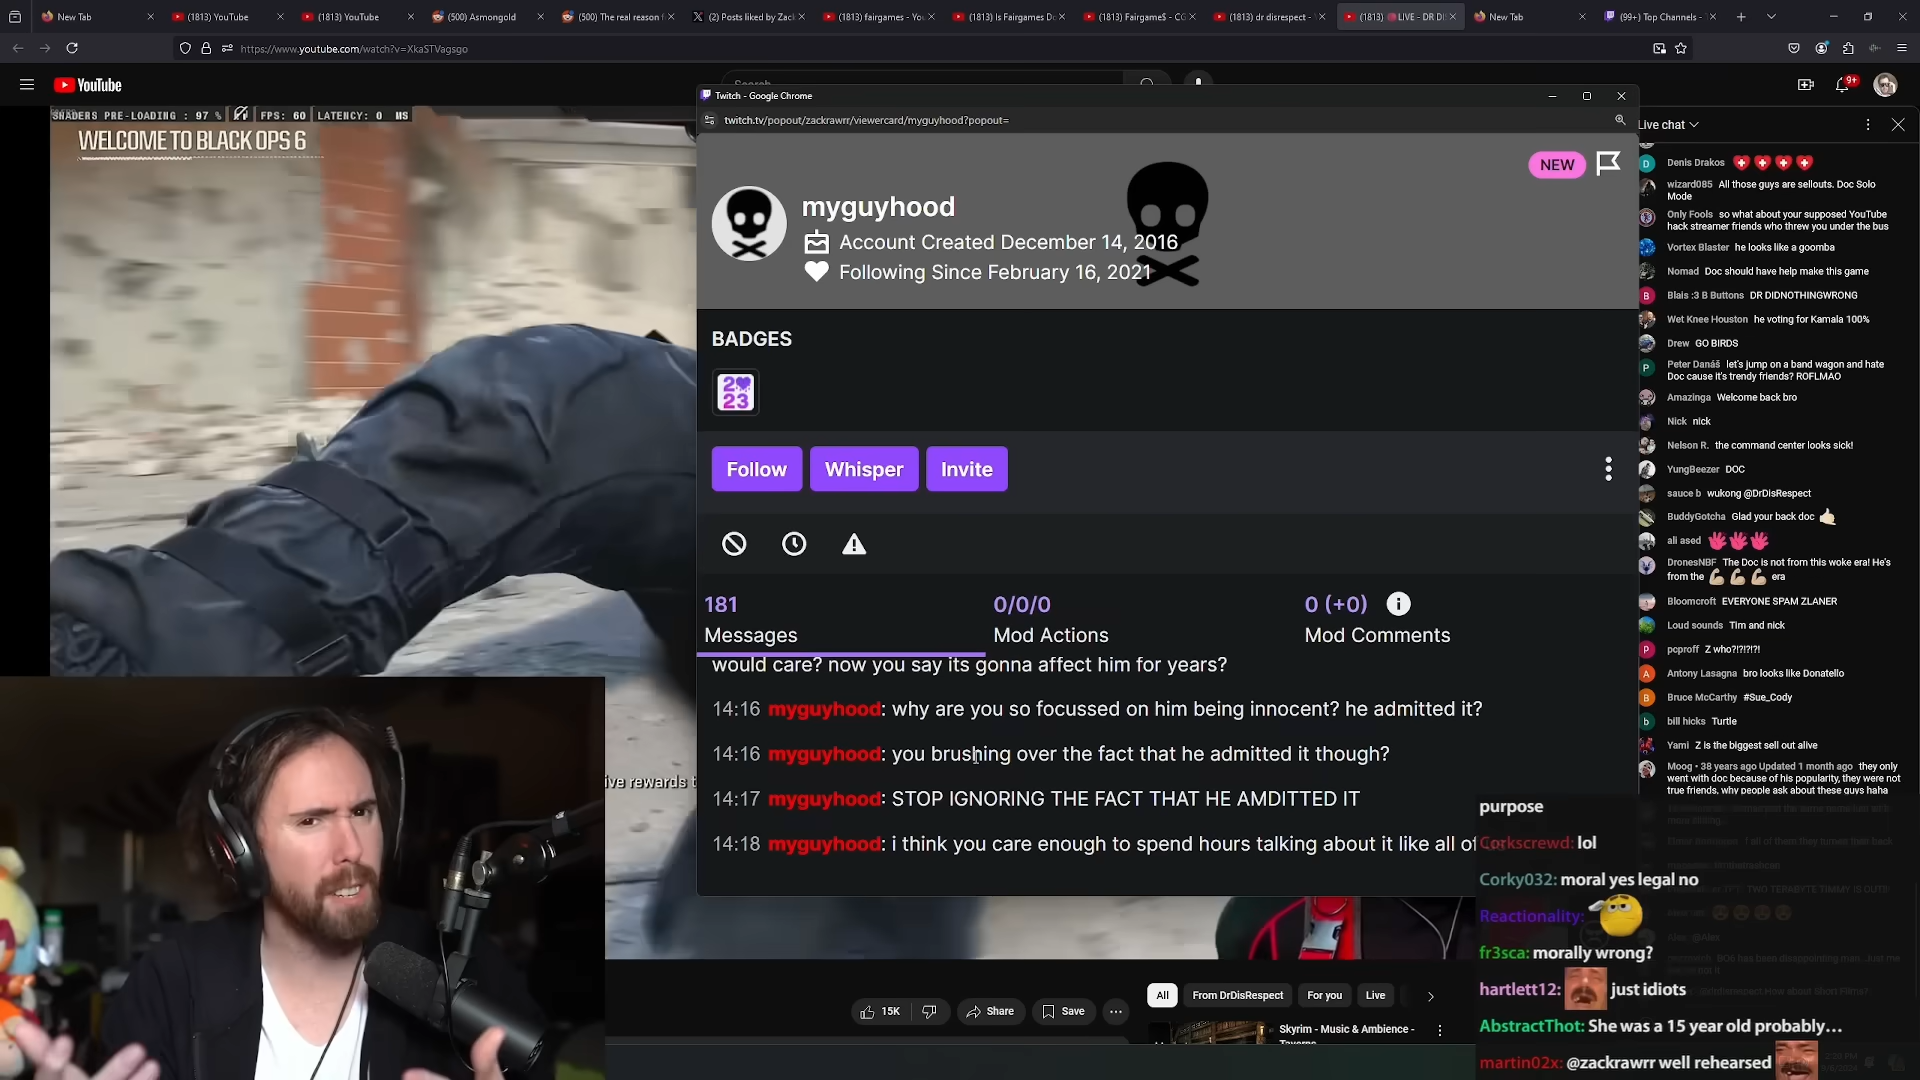 New Tab
(1813) YouTube
(1813) YouTube
(500) Asmongold
(500) The real reason f
(2) Posts liked by Zack
(1813) fairgames - You
(1813) Is Fairgames D
(1813) Fairgame$ - CG
(1813) dr disrespect -
(1813) LIVE - DR DI
New Tab
(99+) Top Channels -
https://www.youtube.com/watch?v=XkaSTVagsgo
YouTube
Search
9+
SHADERS PRE-LOADING : 97 % FPS: 60 LATENCY: 0 MS
WELCOME TO BLACK OPS 6
Twitch - Google Chrome
twitch.tv/popout/zackrawrr/viewercard/myguyhood?popout=
NEW
myguyhood
Account Created December 14, 2016
Following Since February 16, 2021
BADGES
2 23
Follow
Whisper
Invite
181
Messages
0/0/0
Mod Actions
0 (+0)
Mod Comments
would care? now you say its gonna affect him for years?
14:16 myguyhood: why are you so focussed on him being innocent? he admitted it?
14:16 myguyhood: you brushing over the fact that he admitted it though?
14:17 myguyhood: STOP IGNORING THE FACT THAT HE AMDITTED IT
14:18 myguyhood: i think you care enough to spend hours talking about it like all of
ive rewards t
Live chat
Denis Drakos
wizard085 All those guys are sellouts. Doc Solo
Mode
Only Fools so what about your supposed YouTube
hack streamer friends who threw you under the bus
Vortex Blaster he looks like a goomba
Nomad Doc should have help make this game
Blais :3 B Buttons DR DIDNOTHINGWRONG
Wet Knee Houston he voting for Kamala 100%
Drew GO BIRDS
Peter Danáš let's jump on a band wagon and hate
Doc cause it's trendy friends? ROFLMAO
Amazinga Welcome back bro
Nick nick
Nelson R. the command center looks sick!
YungBeezer DOC
sauce b wukong @DrDisRespect
BuddyGotcha Glad your back doc
ali ased
DronesNBF The Doc is not from this woke era! He's
from the era
Bloomcroft EVERYONE SPAM ZLANER
Loud sounds Tim and nick
pcproff Z who?!?!?!?!
Antony Lasagna bro looks like Donatello
Bruce McCarthy #Sue_Cody
bill hicks Turtle
Yami Z is the biggest sell out alive
Moog • 38 years ago Updated 1 month ago they only
went with doc because of his popularity, they were not
true friends, why people ask about these guys haha
purpose
Corkscrewd: lol
Corky032: moral yes legal no
Reactionality:
fr3sca: morally wrong?
hartlett12: just idiots
AbstractThot: She was a 15 year old probably...
martin02x: @zackrawrr well rehearsed
15K
Share
Save
All
From DrDisRespect
For you
Live
Skyrim - Music & Ambience -